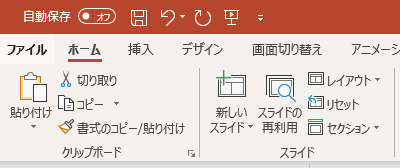 自動保存 オフ
ファイル ホーム 挿入 デザイン 画面切り替え アニメーシ
貼り付け 切り取り コピー 書式のコピー/貼り付け
新しい スライド スライドの 再利用 レイアウト リセット セクション
クリップボード スライド